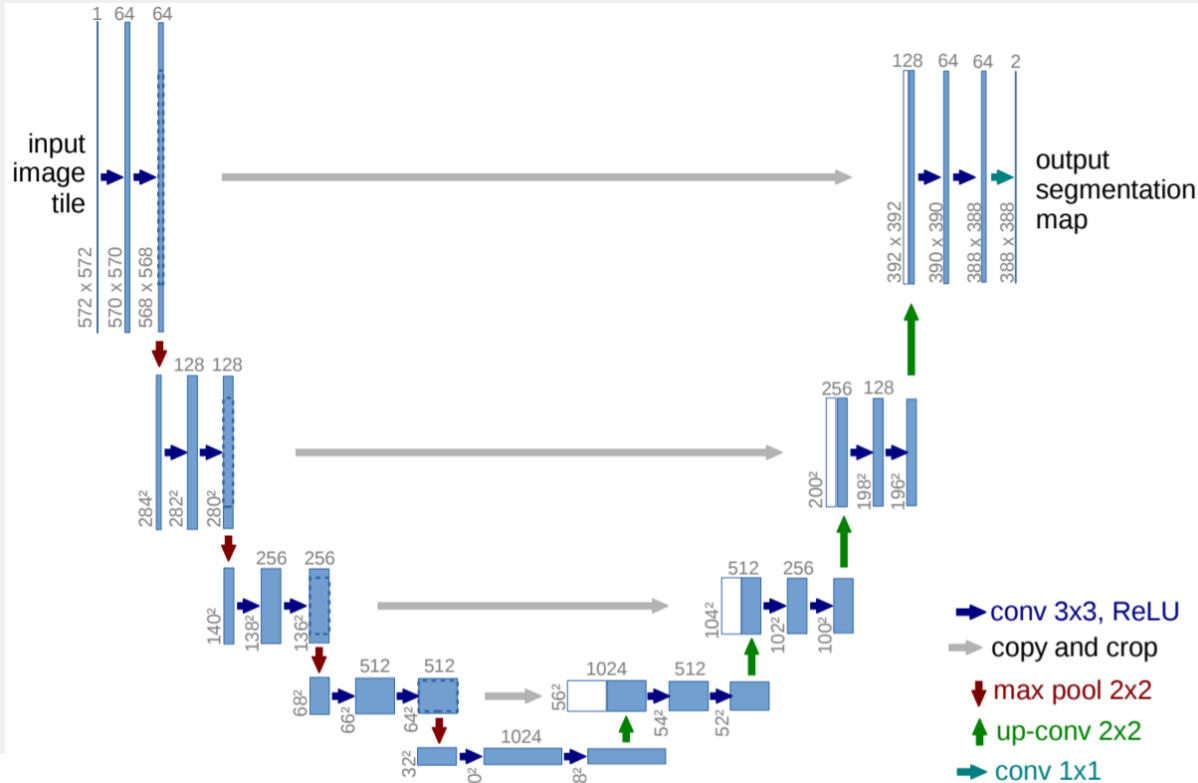 1 64 64
input
image
tile
572 x 572
570 x 570
568 x 568
128 64 64 2
output
segmentation
map
392 x 392
390 x 390
388 x 388
388 x 388
128 128
284²
282²
280²
256 128
200²
198²
196²
256 256
140²
138²
136²
512 256
104²
102²
100²
512 512
68²
66²
64²
1024 512
56²
54²
52²
1024
32²
conv 3x3, ReLU
copy and crop
max pool 2x2
up-conv 2x2
conv 1x1